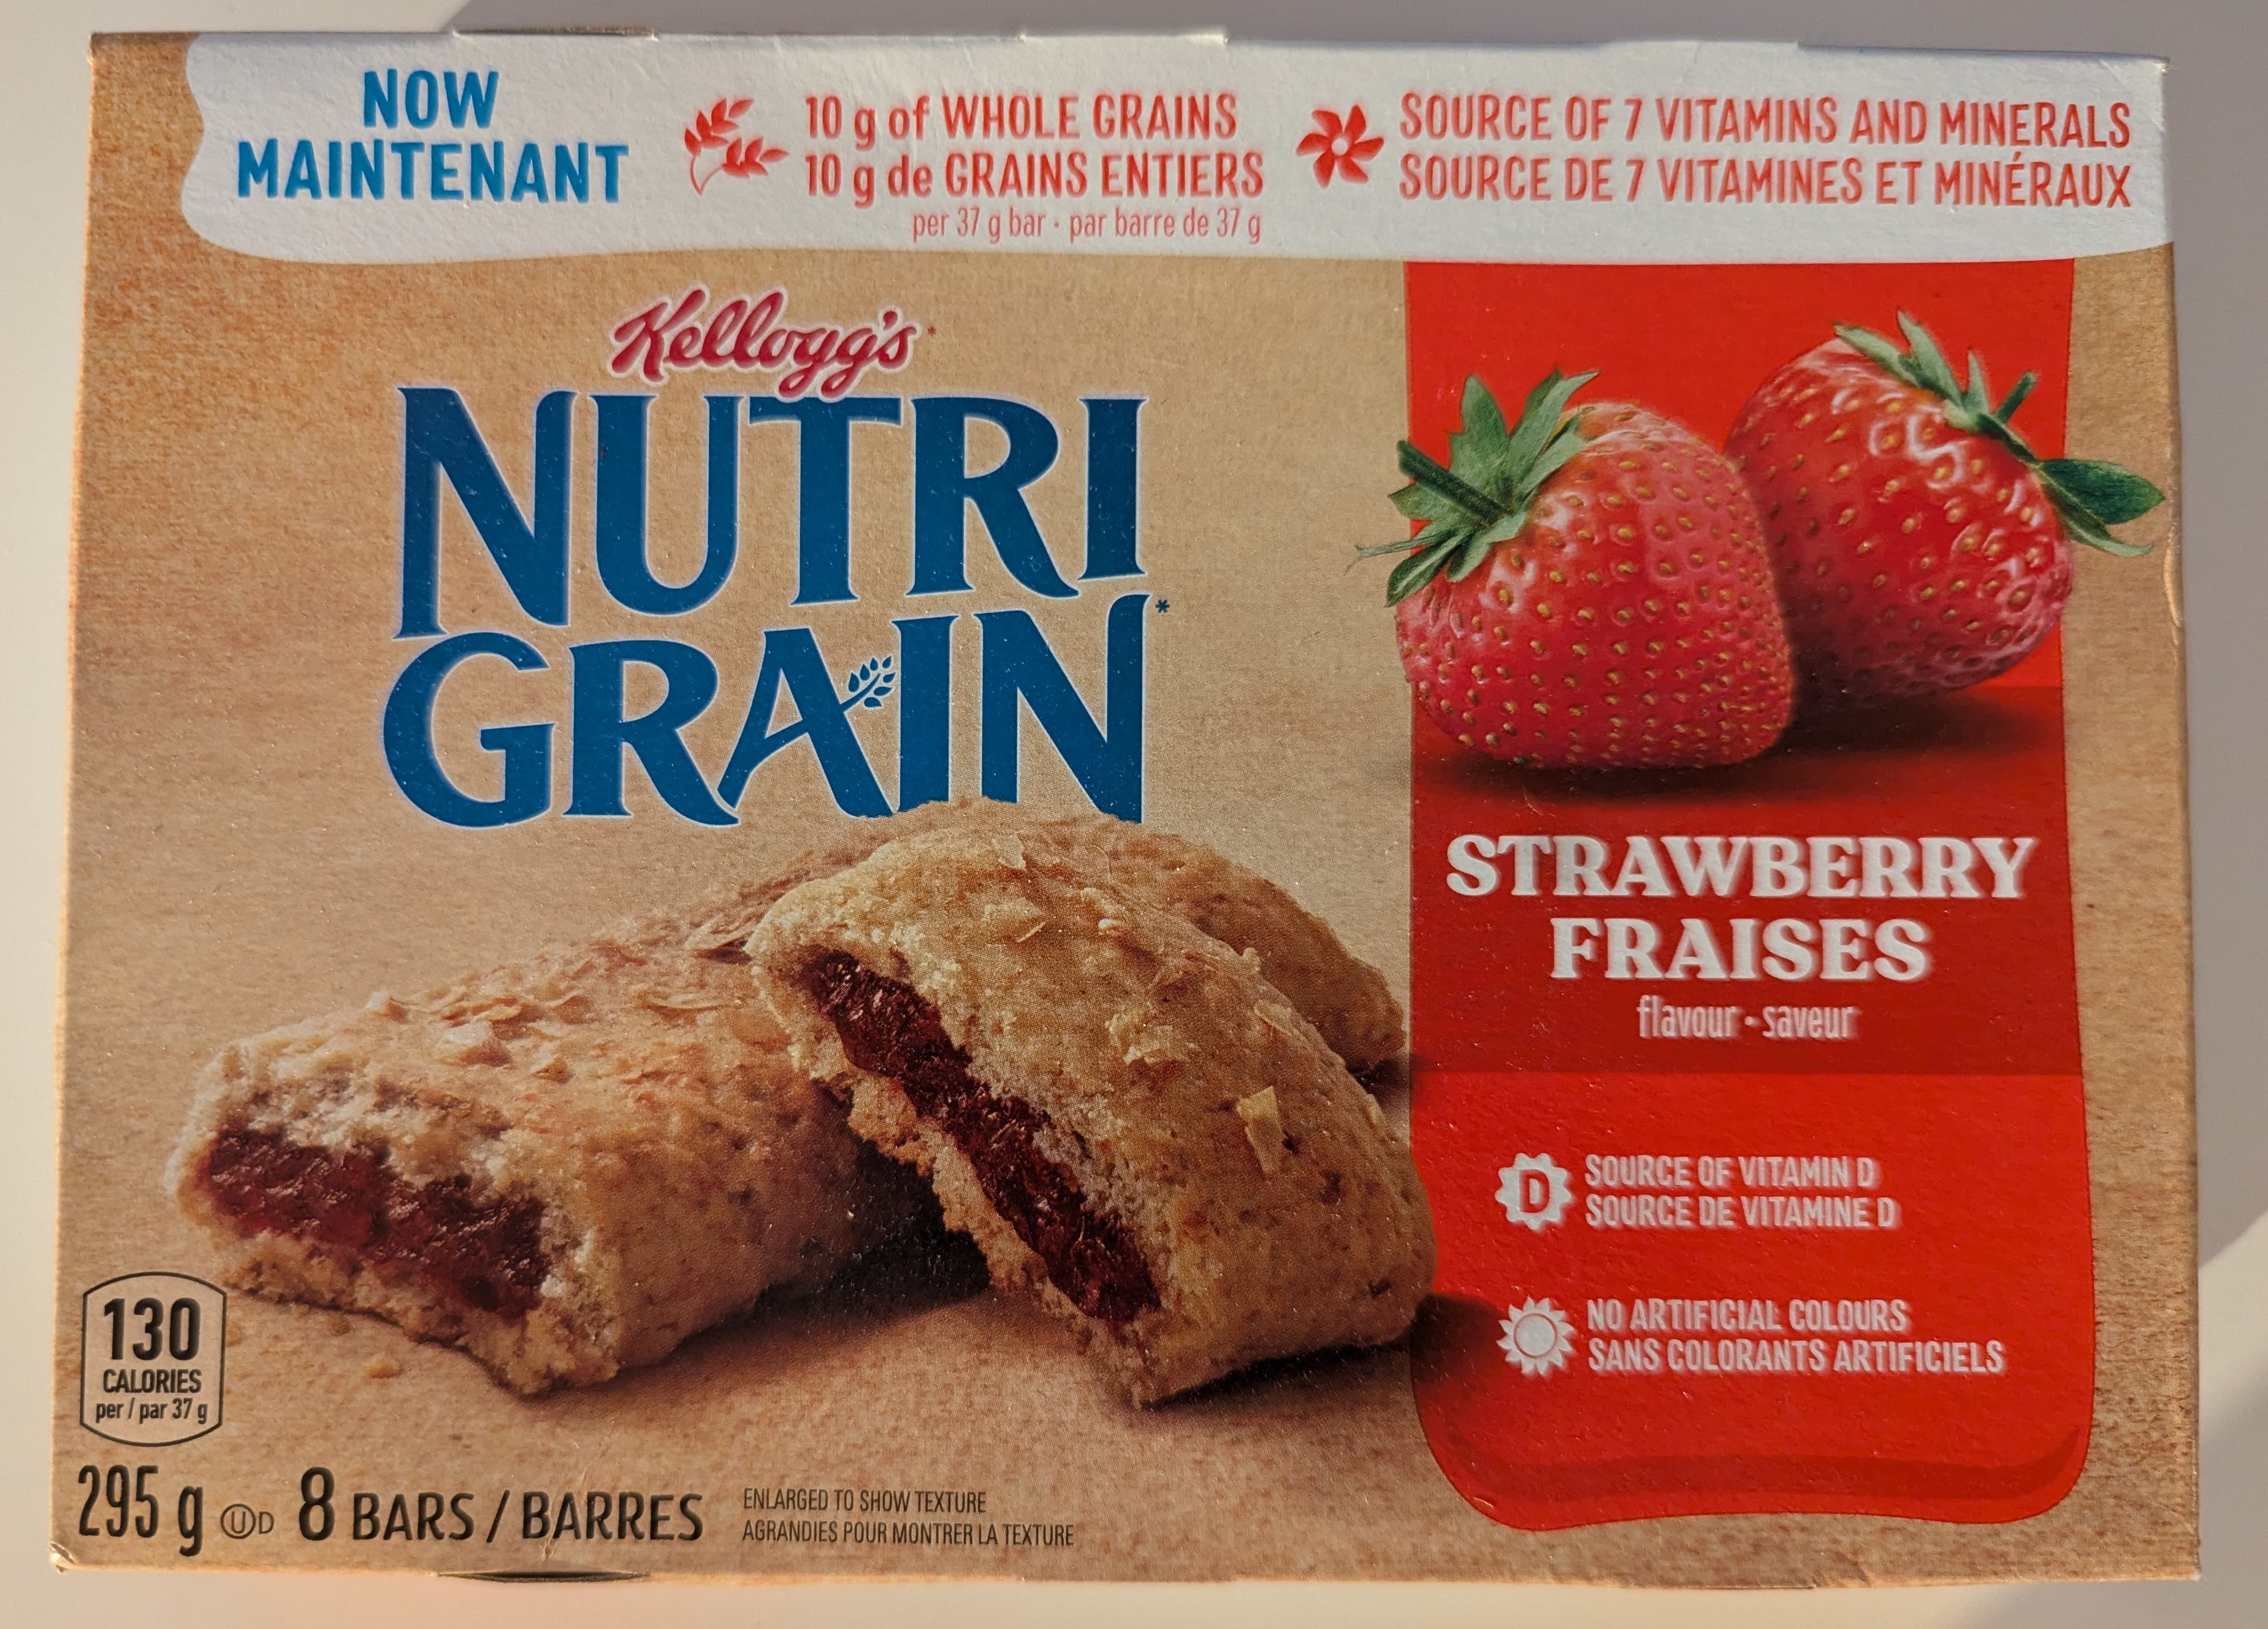 NOW
MAINTENANT
10 g of WHOLE GRAINS
10 g de GRAINS ENTIERS
per 37 g bar · par barre de 37 g
SOURCE OF 7 VITAMINS AND MINERALS
SOURCE DE 7 VITAMINES ET MINÉRAUX
Kellogg's*
NUTRI
GRAIN*
STRAWBERRY
FRAISES
flavour • saveur
D
SOURCE OF VITAMIN D
SOURCE DE VITAMINE D
NO ARTIFICIAL COLOURS
SANS COLORANTS ARTIFICIELS
130
CALORIES
per / par 37 g
295 g ⓊD 8 BARS / BARRES
ENLARGED TO SHOW TEXTURE
AGRANDIES POUR MONTRER LA TEXTURE